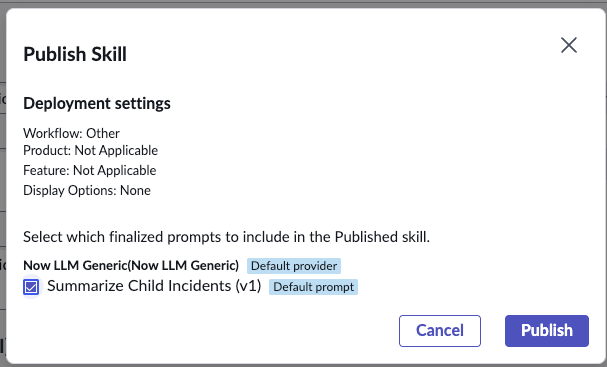 Publish Skill
Deployment settings
Workflow: Other
Product: Not Applicable
Feature: Not Applicable
Display Options: None
Select which finalized prompts to include in the Published skill.
Now LLM Generic(Now LLM Generic) Default provider
Summarize Child Incidents (v1) Default prompt
Cancel Publish